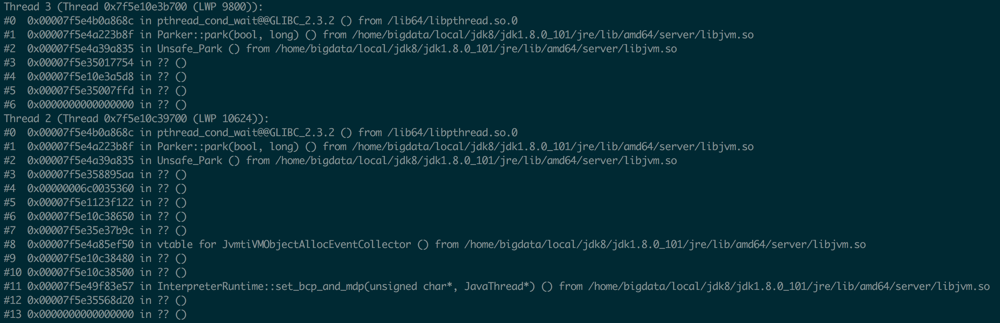 Thread 3 (Thread 0x7f5e10e3b700 (LWP 9800)):
#0  0x00007f5e4b0a868c in pthread_cond_wait@@GLIBC_2.3.2 () from /lib64/libpthread.so.0
#1  0x00007f5e4a223b8f in Parker::park(bool, long) () from /home/bigdata/local/jdk8/jdk1.8.0_101/jre/lib/amd64/server/libjvm.so
#2  0x00007f5e4a39a835 in Unsafe_Park () from /home/bigdata/local/jdk8/jdk1.8.0_101/jre/lib/amd64/server/libjvm.so
#3  0x00007f5e35017754 in ?? ()
#4  0x00007f5e10e3a5d8 in ?? ()
#5  0x00007f5e35007ffd in ?? ()
#6  0x0000000000000000 in ?? ()
Thread 2 (Thread 0x7f5e10c39700 (LWP 10624)):
#0  0x00007f5e4b0a868c in pthread_cond_wait@@GLIBC_2.3.2 () from /lib64/libpthread.so.0
#1  0x00007f5e4a223b8f in Parker::park(bool, long) () from /home/bigdata/local/jdk8/jdk1.8.0_101/jre/lib/amd64/server/libjvm.so
#2  0x00007f5e4a39a835 in Unsafe_Park () from /home/bigdata/local/jdk8/jdk1.8.0_101/jre/lib/amd64/server/libjvm.so
#3  0x00007f5e358895aa in ?? ()
#4  0x00000006c0035360 in ?? ()
#5  0x00007f5e1123f122 in ?? ()
#6  0x00007f5e10c38650 in ?? ()
#7  0x00007f5e35e37b9c in ?? ()
#8  0x00007f5e4a85ef50 in vtable for JvmtiVMObjectAllocEventCollector () from /home/bigdata/local/jdk8/jdk1.8.0_101/jre/lib/amd64/server/libjvm.so
#9  0x00007f5e10c38480 in ?? ()
#10 0x00007f5e10c38500 in ?? ()
#11 0x00007f5e49f83e57 in InterpreterRuntime::set_bcp_and_mdp(unsigned char*, JavaThread*) () from /home/bigdata/local/jdk8/jdk1.8.0_101/jre/lib/amd64/server/libjvm.so
#12 0x00007f5e35568d20 in ?? ()
#13 0x0000000000000000 in ?? ()